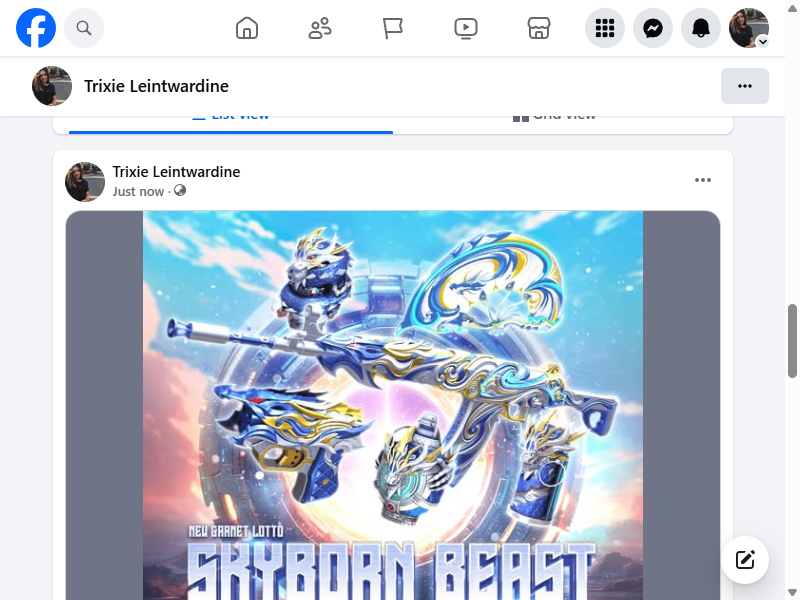 Trixie Leintwardine
List view
Grid view
Trixie Leintwardine
Just now ·
NEW GARNET LOTTO
SKYBORN BEAST